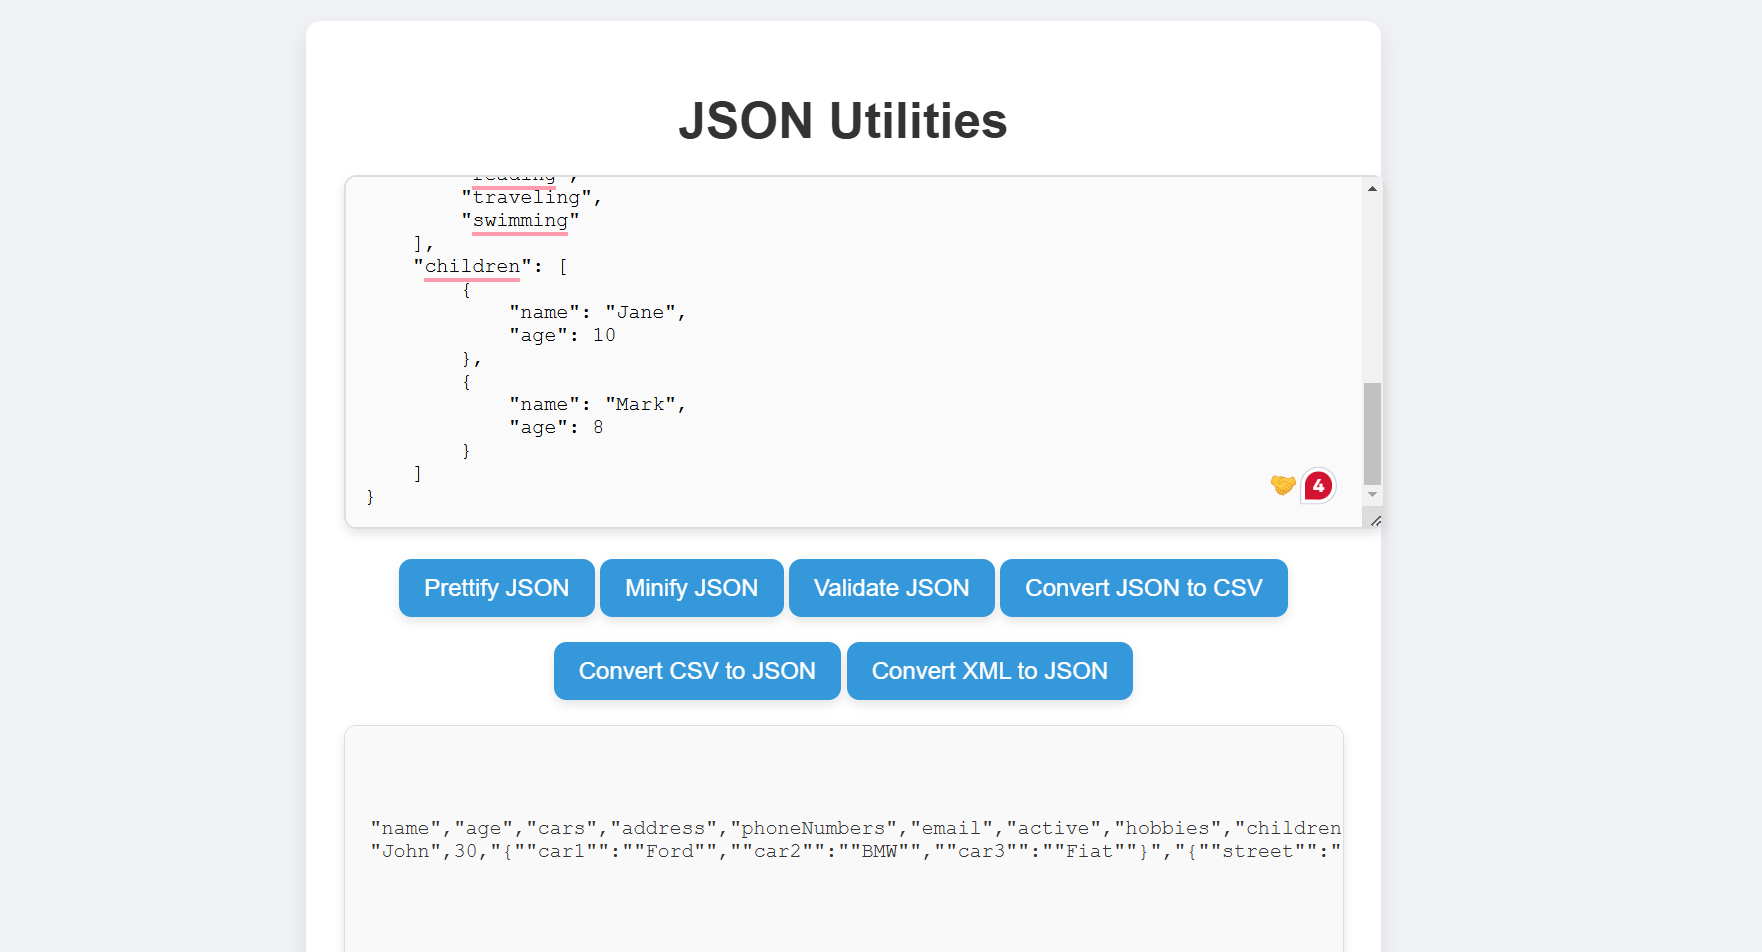 JSON Utilities
"reading",
"traveling",
"swimming"
],
"children": [
{
"name": "Jane",
"age": 10
},
{
"name": "Mark",
"age": 8
}
]
}
4
Prettify JSON Minify JSON Validate JSON Convert JSON to CSV
Convert CSV to JSON Convert XML to JSON
"name","age","cars","address","phoneNumbers","email","active","hobbies","children
"John",30,"{""car1"":""Ford"",""car2"":""BMW"",""car3"":""Fiat""}","{""street"":"